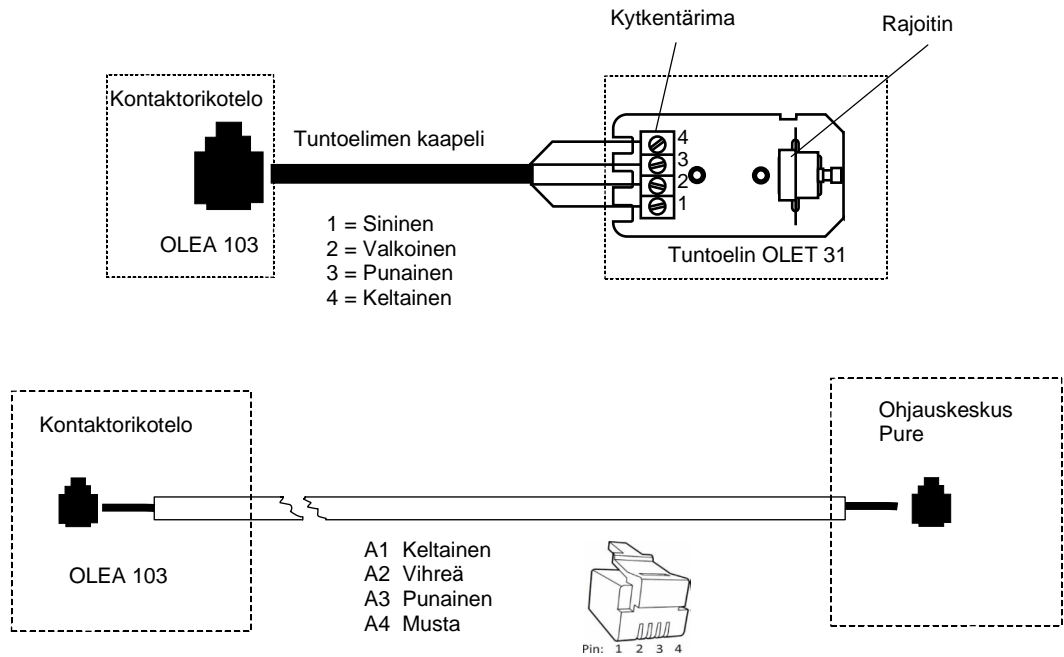 Kytkentärima
Rajoitin
Kontaktorikotelo
Tuntoelimen kaapeli
4
3
2
1
OLEA 103
1 = Sininen
2 = Valkoinen
3 = Punainen
4 = Keltainen
Tuntoelin OLET 31
Kontaktorikotelo
Ohjauskeskus
Pure
OLEA 103
A1 Keltainen
A2 Vihreä
A3 Punainen
A4 Musta
Pin: 1 2 3 4